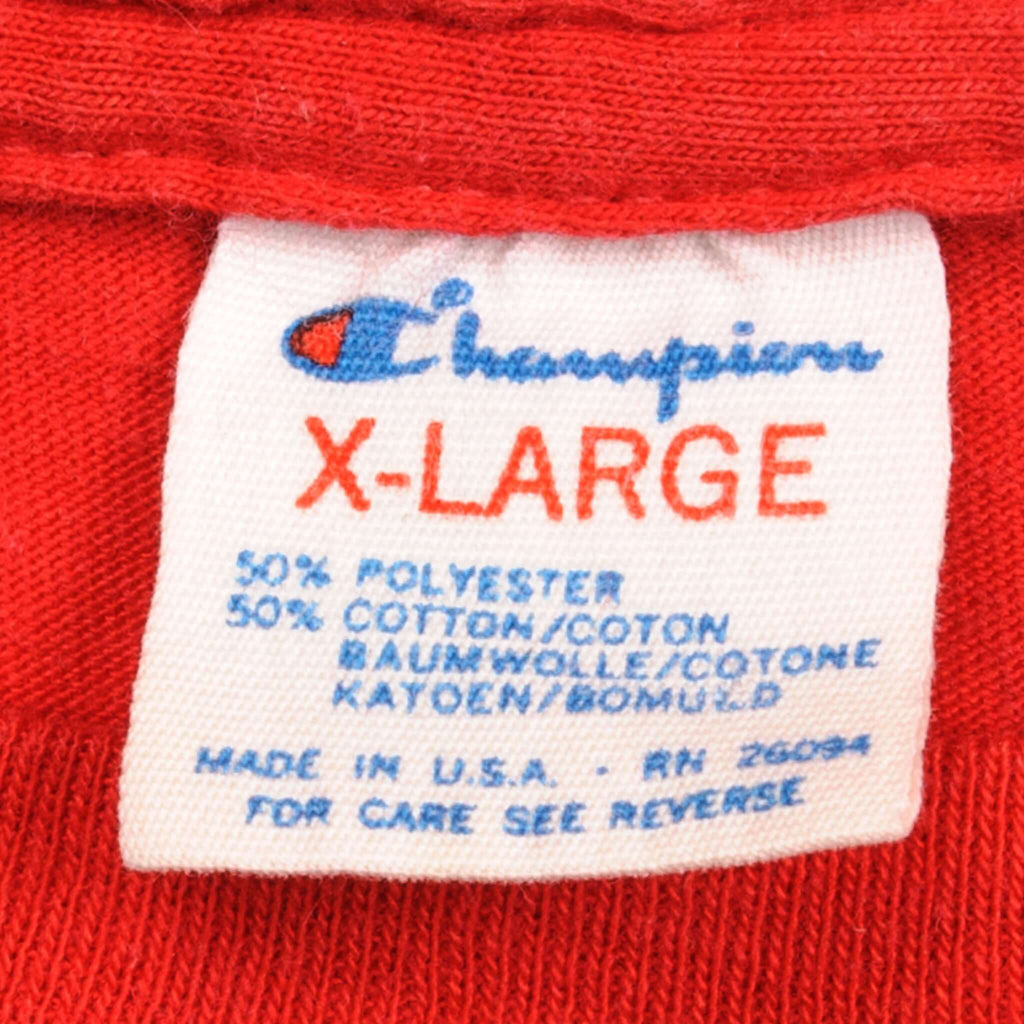 Champion
X-LARGE
50% POLYESTER
50% COTTON/COTON
BAUMWOLLE/COTONE
KATOEN/BOMULD
MADE IN U.S.A. · RN 26094
FOR CARE SEE REVERSE